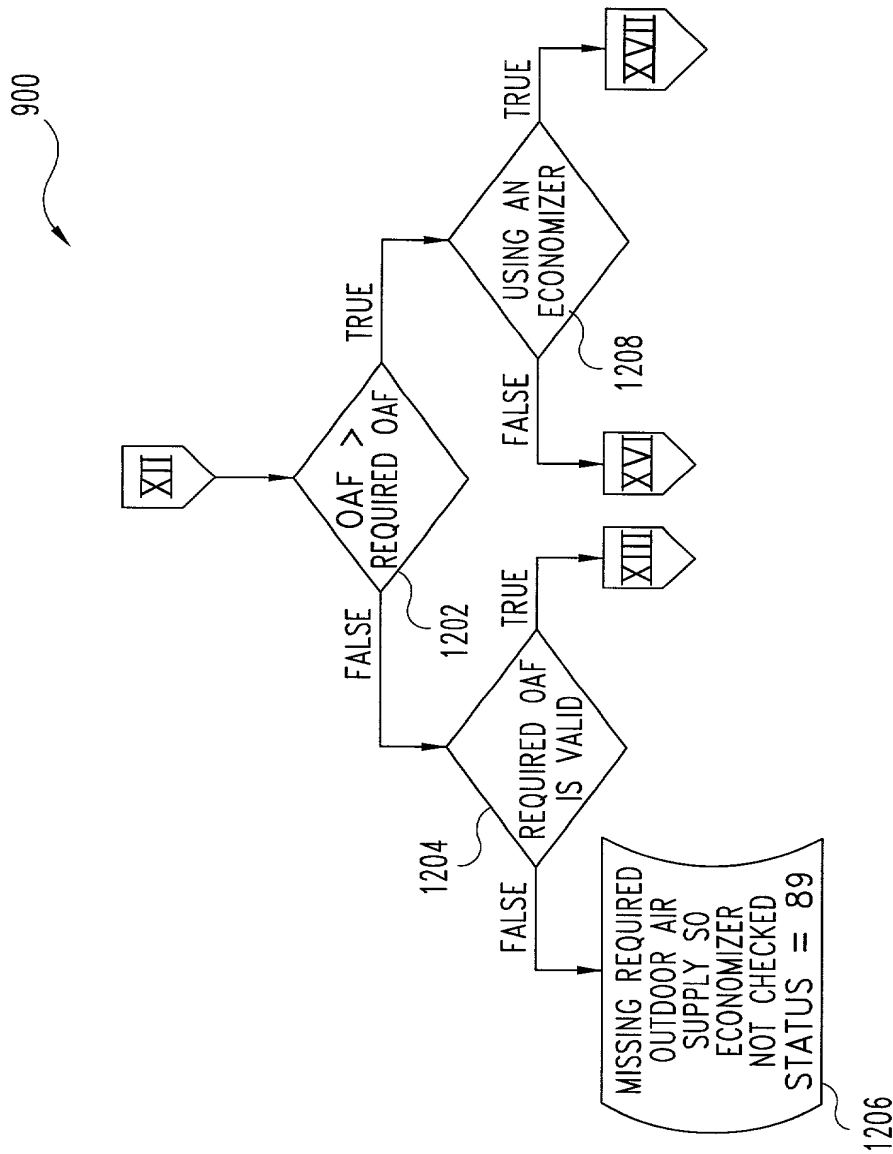 900
XII
OAF >
REQUIRED OAF
1202
FALSE
TRUE
REQUIRED OAF
IS VALID
1204
USING AN
ECONOMIZER
1208
FALSE
TRUE
FALSE
TRUE
MISSING REQUIRED
OUTDOOR AIR
SUPPLY SO
ECONOMIZER
NOT CHECKED
STATUS = 89
1206
XIII
XVI
XVII